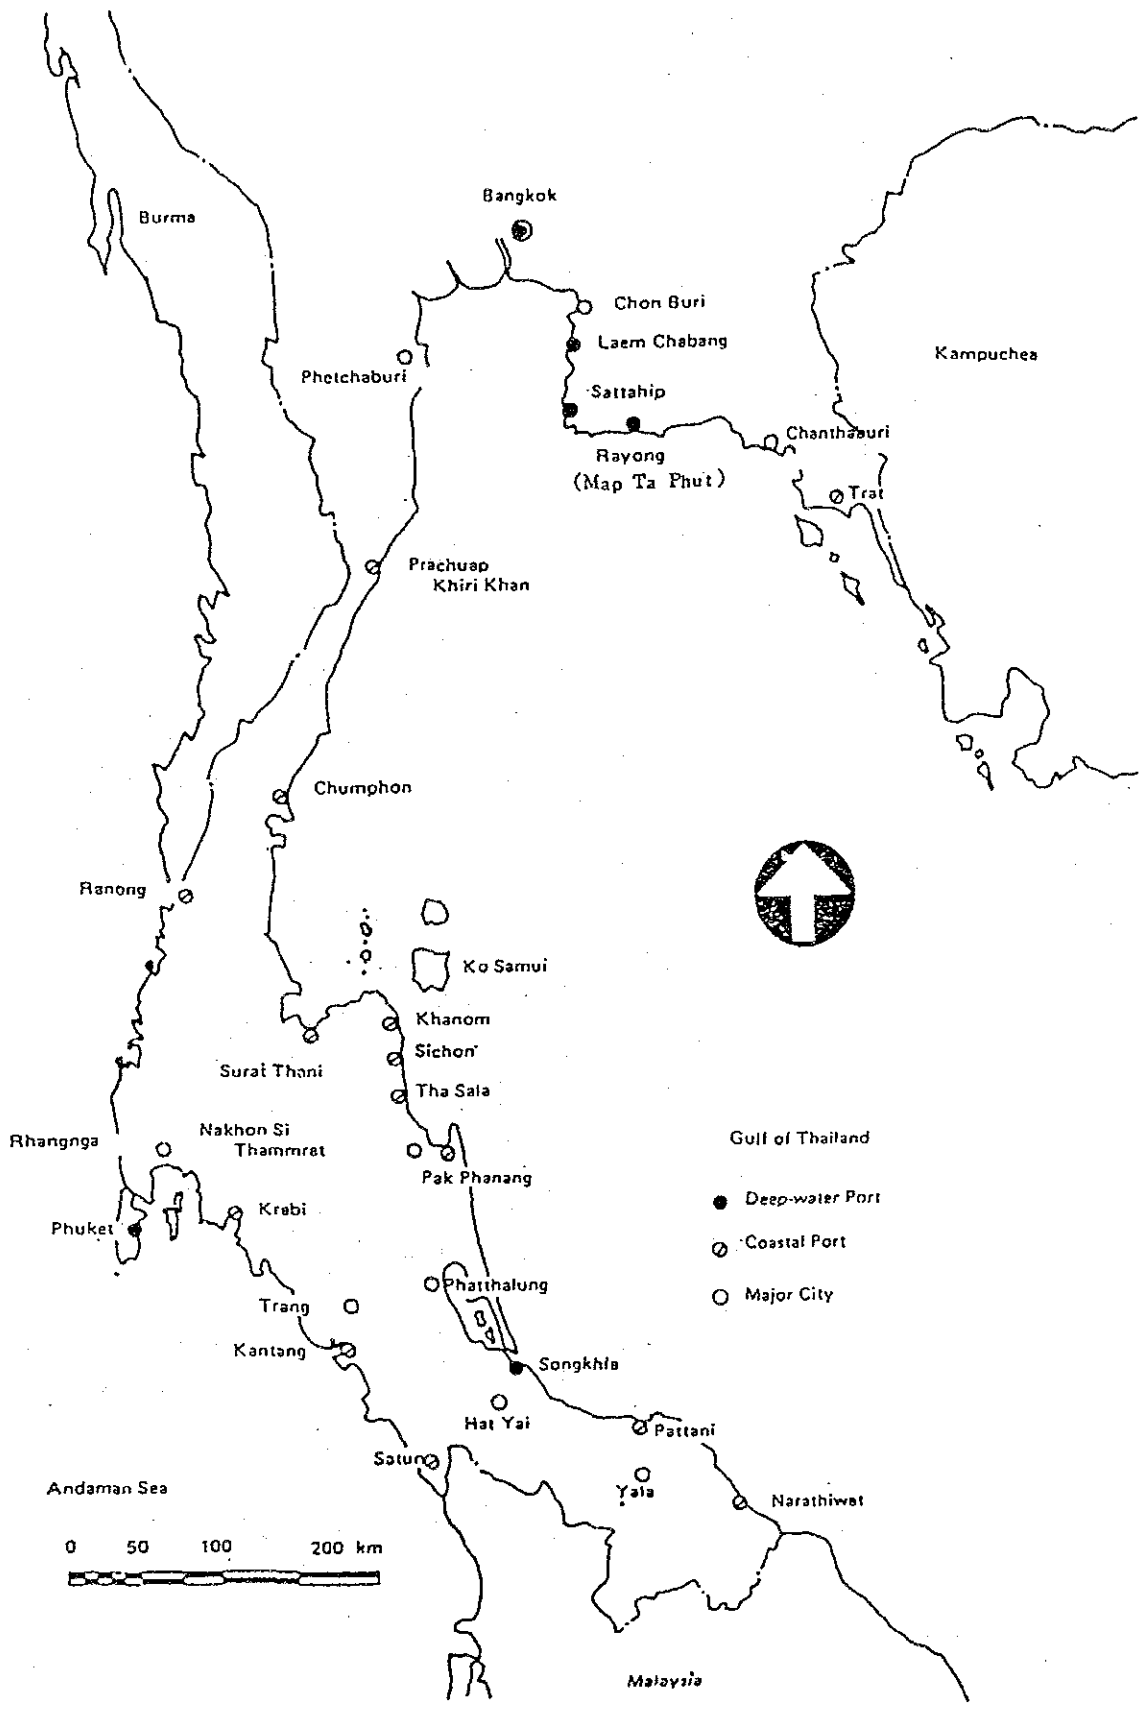 Bangkok
Burma
Chon Buri
Laem Chabang
Kampuchea
Phetchaburi
Sattahip
Chanthaburi
Rayong
(Map Ta Phut)
Trat
Prachuap
Khiri Khan
Chumphon
Ranong
Ko Samui
Khanom
Sichon
Surat Thani
Tha Sala
Rhangnga
Nakhon Si
Thammrat
Pak Phanang
Gulf of Thailand
Deep-water Port
Phuket
Krabi
Coastal Port
Phatthalung
Major City
Trang
Kantang
Songkhla
Hat Yai
Pattani
Satun
Andaman Sea
Yala
Narathiwat
0 50 100 200 km
Malaysia